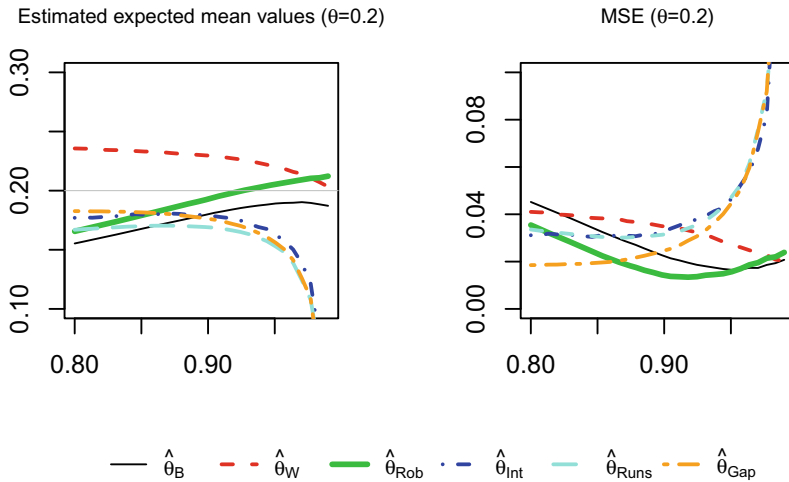 Estimated expected mean values (θ=0.2)
0.30
0.20
0.10
0.80 0.90
MSE (θ=0.2)
0.08
0.04
0.00
0.80 0.90
θ̂B θ̂W θ̂Rob θ̂Int θ̂Runs θ̂Gap